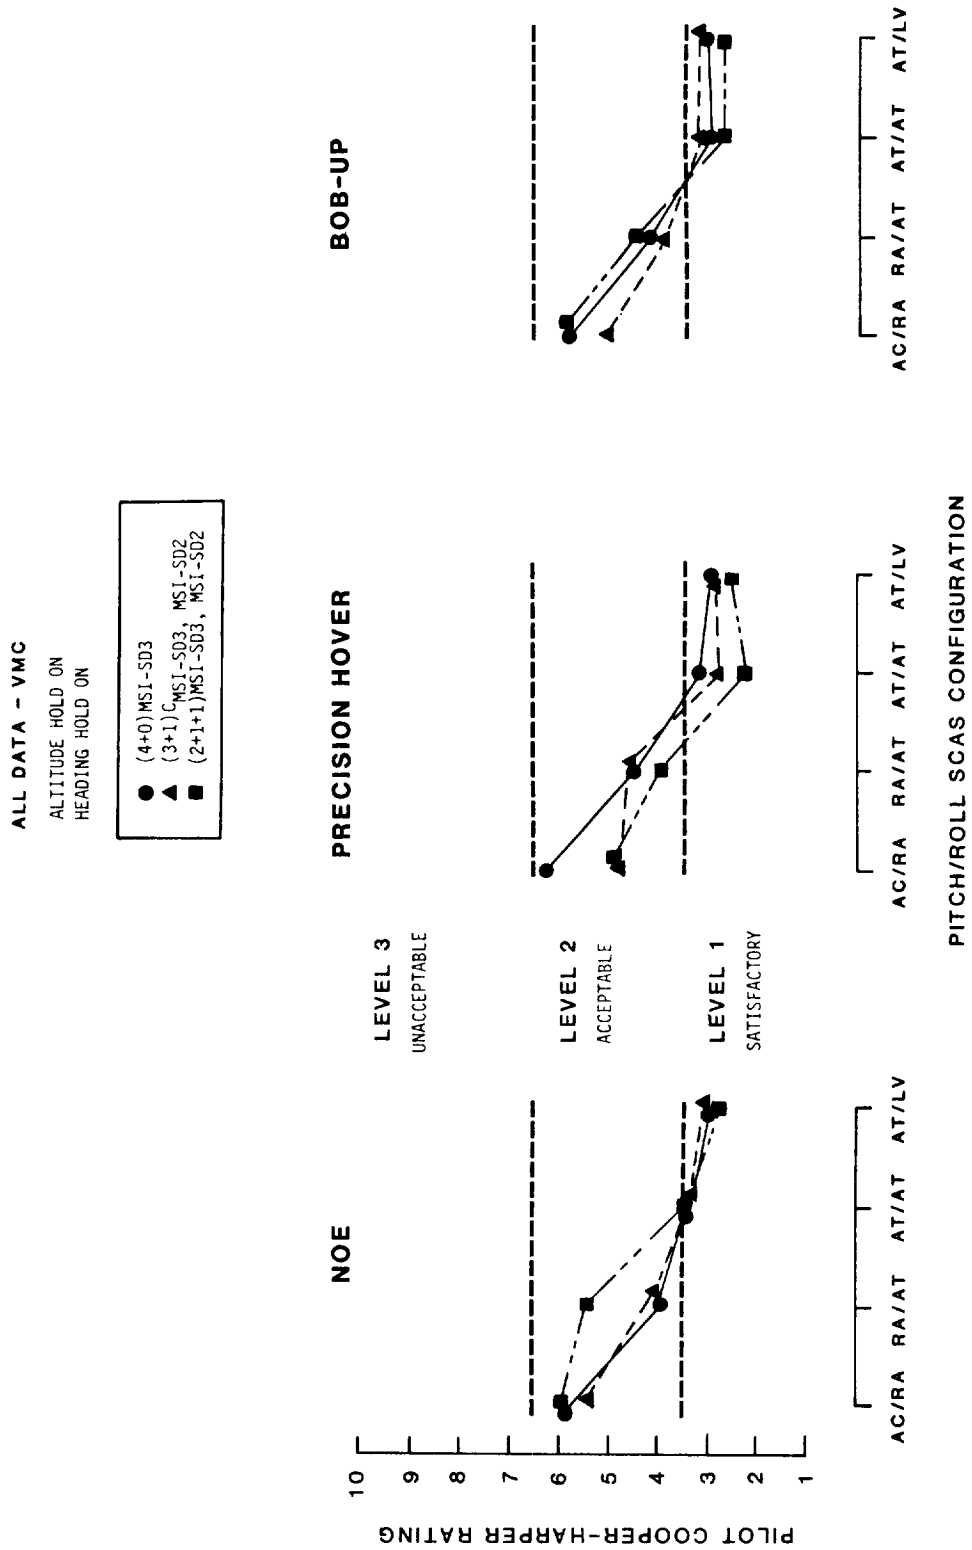 ALL DATA - VMC
ALTITUDE HOLD ON
HEADING HOLD ON
(4+0)MSI-SD3
(3+1)CMSI-SD3, MSI-SD2
(2+1+1)MSI-SD3, MSI-SD2
NOE
PRECISION HOVER
BOB-UP
LEVEL 3
UNACCEPTABLE
LEVEL 2
ACCEPTABLE
LEVEL 1
SATISFACTORY
PILOT COOPER-HARPER RATING
10
9
8
7
6
5
4
3
2
1
AC/RA RA/AT AT/AT AT/LV
AC/RA RA/AT AT/AT AT/LV
AC/RA RA/AT AT/AT AT/LV
PITCH/ROLL SCAS CONFIGURATION